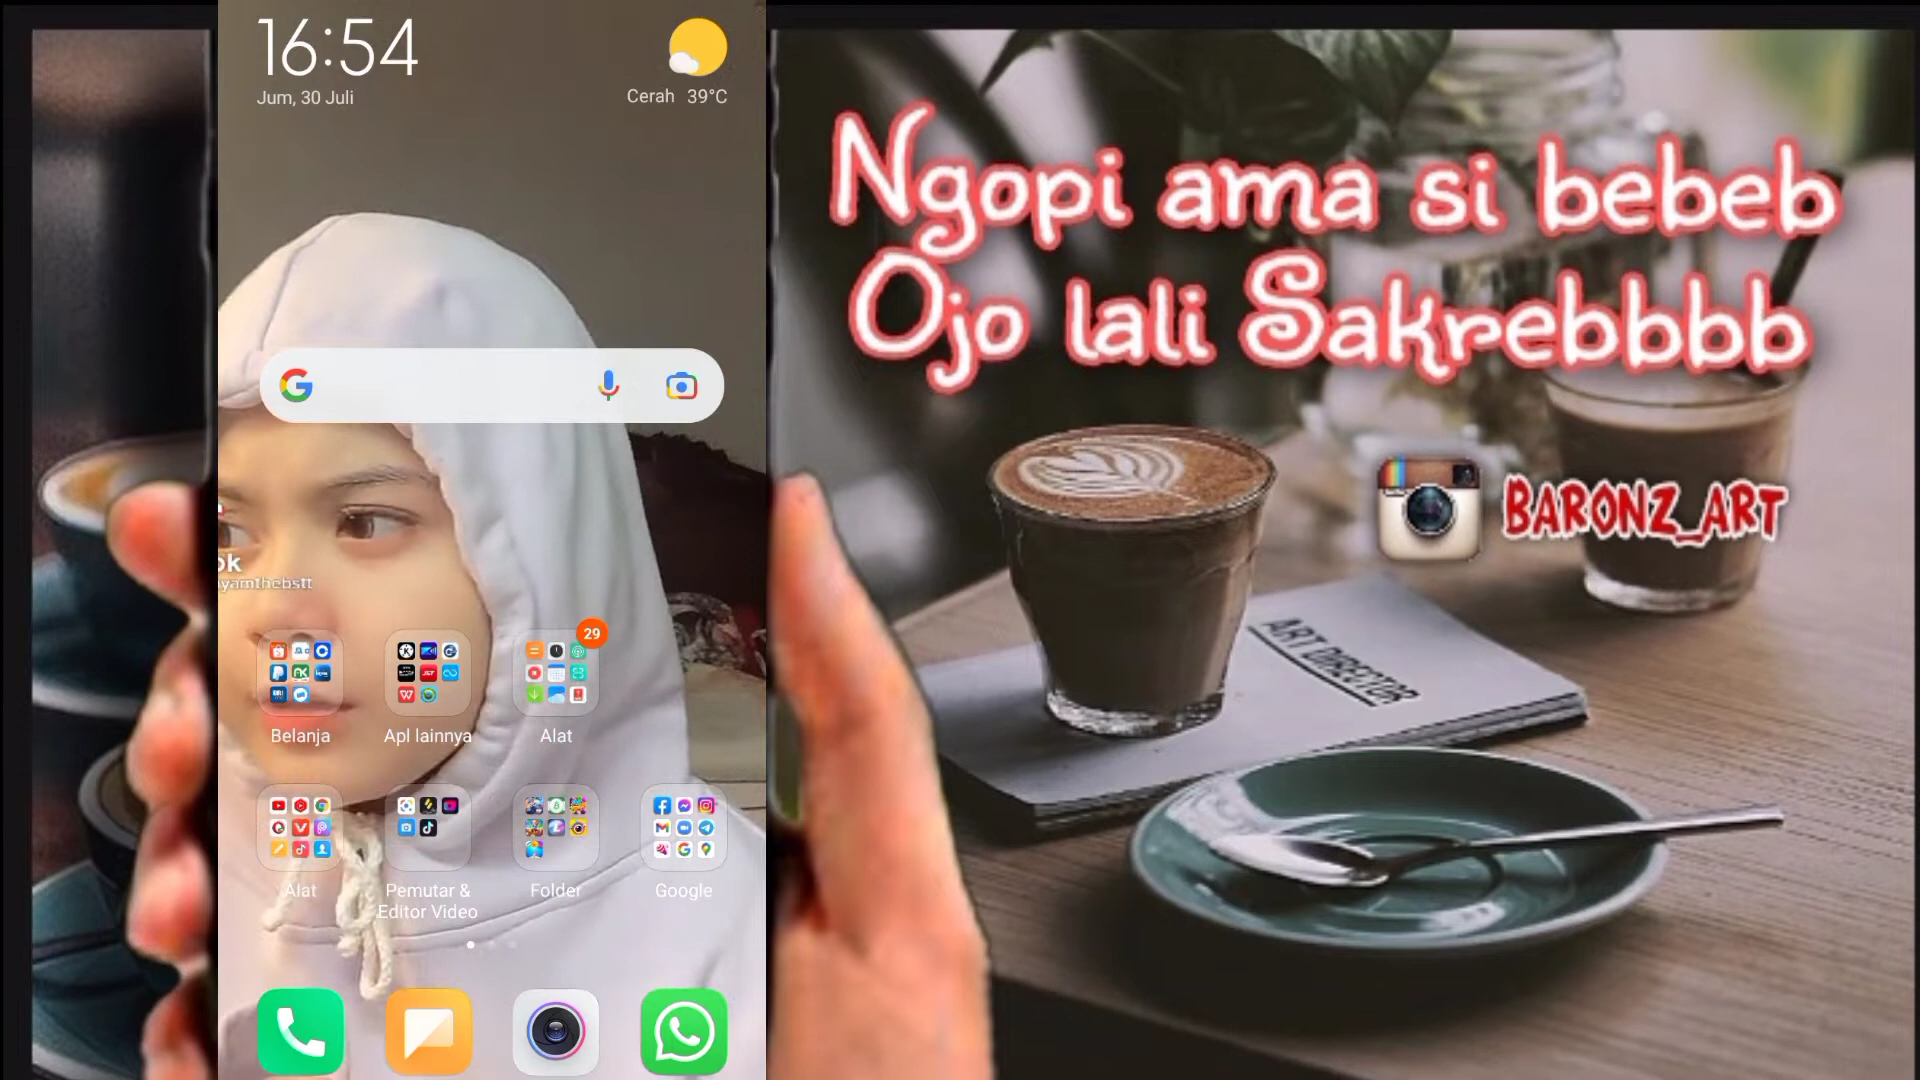 16:54
Jum, 30 Juli
Cerah 39°C
29
Belanja
Apl lainnya
Alat
Alat
Pemutar &
Editor Video
Folder
Google
Ngopi ama si bebeb
Ojo lali Sakrebbbb
BARONZ_ART
ART DIRECTOR